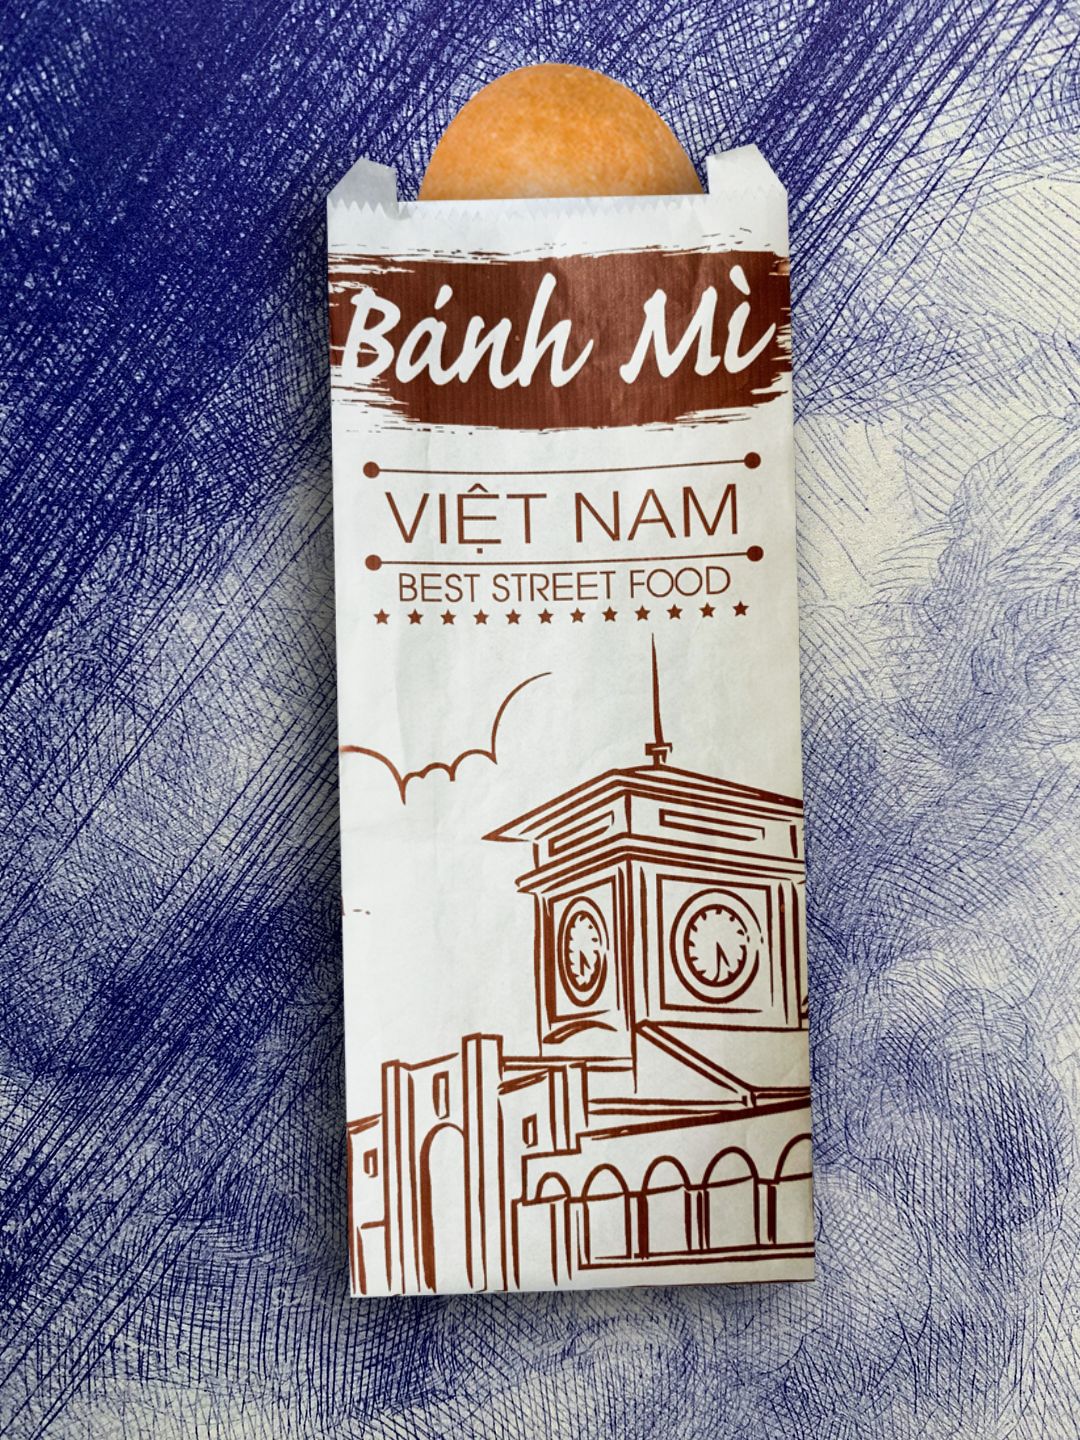 Bánh Mì
VIỆT NAM
BEST STREET FOOD